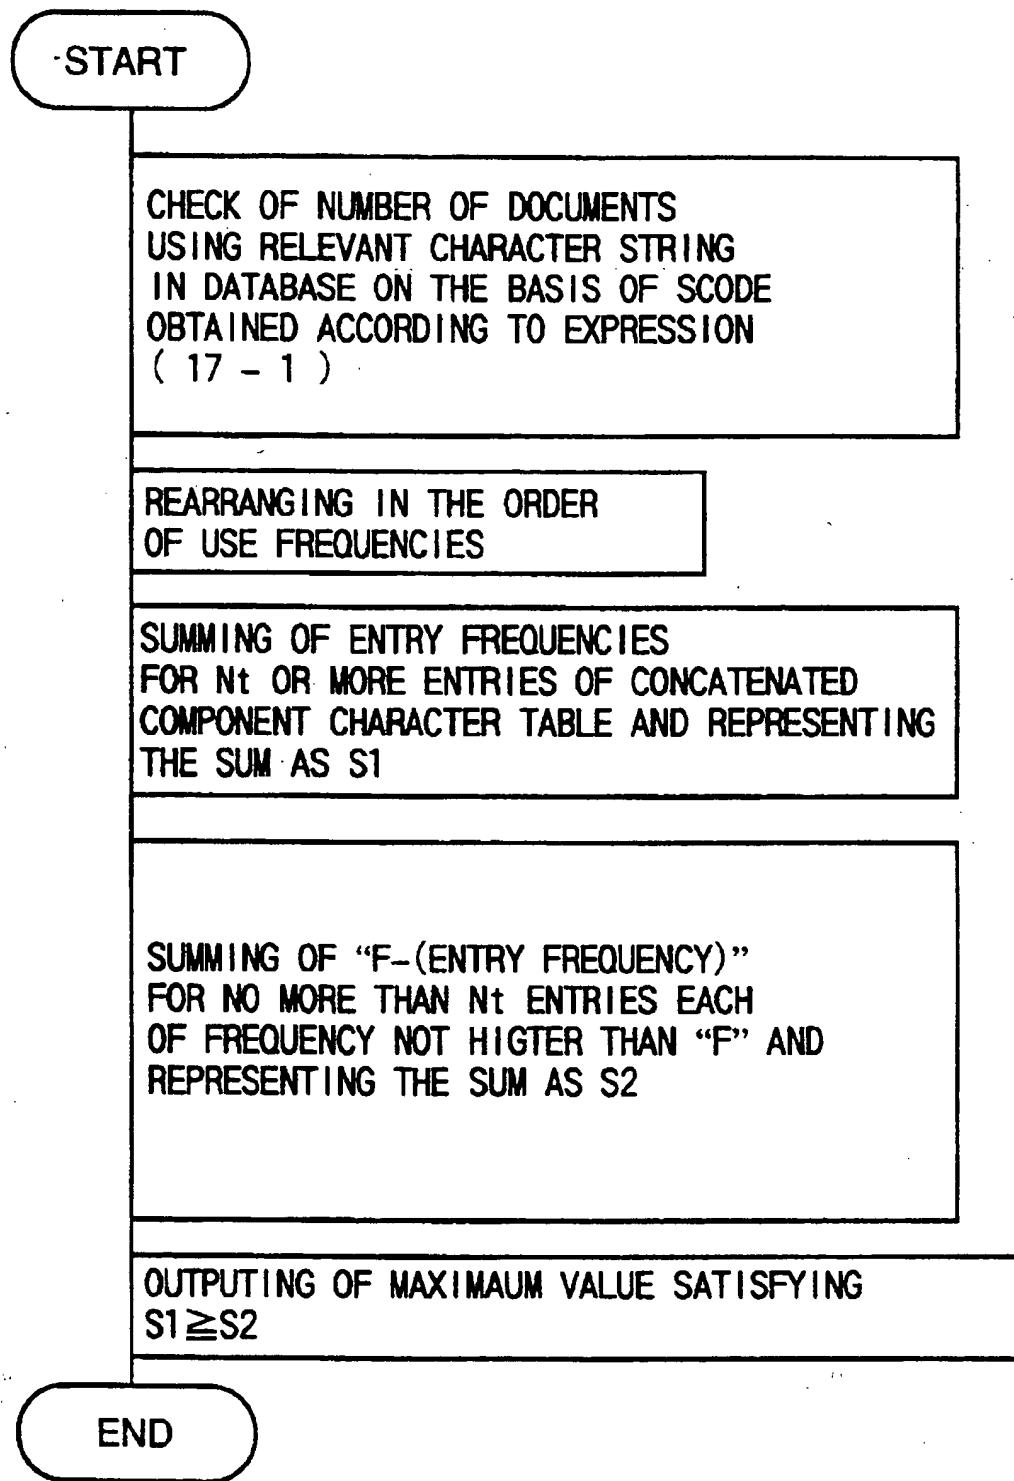 START
CHECK OF NUMBER OF DOCUMENTS
USING RELEVANT CHARACTER STRING
IN DATABASE ON THE BASIS OF SCODE
OBTAINED ACCORDING TO EXPRESSION
( 17 - 1 )
REARRANGING IN THE ORDER
OF USE FREQUENCIES
SUMMING OF ENTRY FREQUENCIES
FOR Nt OR MORE ENTRIES OF CONCATENATED
COMPONENT CHARACTER TABLE AND REPRESENTING
THE SUM AS S1
SUMMING OF “F-(ENTRY FREQUENCY)”
FOR NO MORE THAN Nt ENTRIES EACH
OF FREQUENCY NOT HIGTER THAN “F” AND
REPRESENTING THE SUM AS S2
OUTPUTING OF MAXIMAUM VALUE SATISFYING
S1≧S2
END